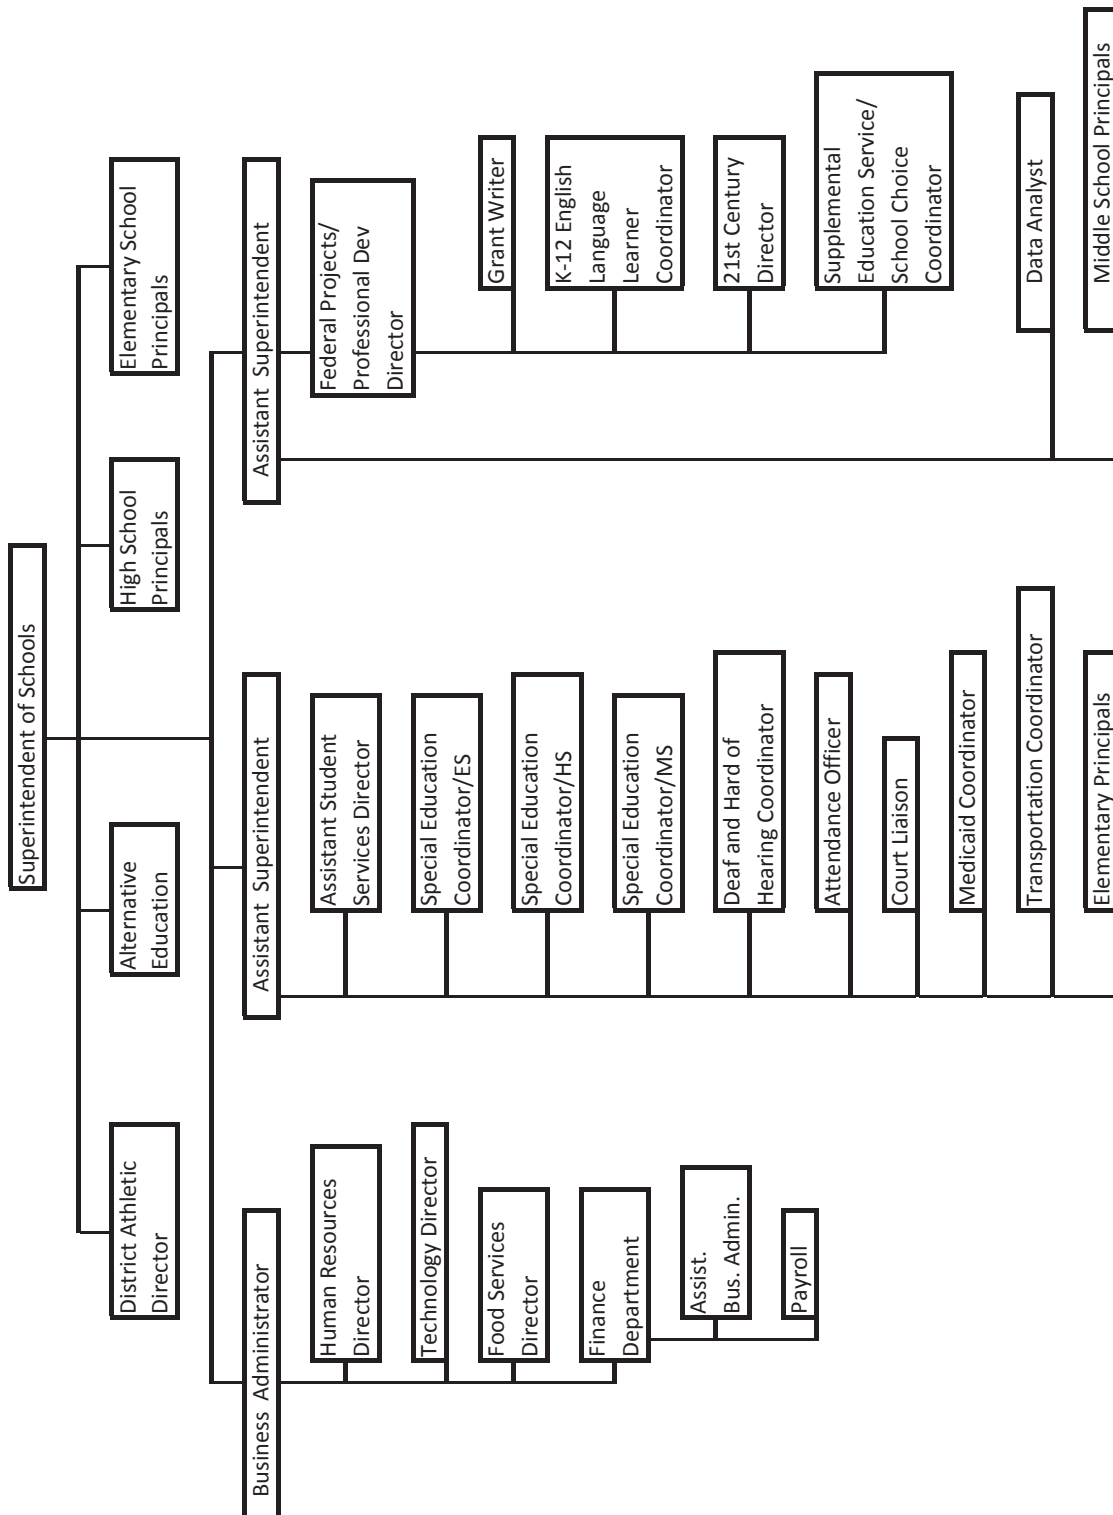 Superintendent of Schools
District Athletic
Director
Alternative
Education
High School
Principals
Elementary School
Principals
Business Administrator
Assistant Superintendent
Assistant Superintendent
Human Resources
Director
Technology Director
Food Services
Director
Finance
Department
Assist.
Bus. Admin.
Payroll
Assistant Student
Services Director
Special Education
Coordinator/ES
Special Education
Coordinator/HS
Special Education
Coordinator/MS
Deaf and Hard of
Hearing Coordinator
Attendance Officer
Court Liaison
Medicaid Coordinator
Transportation Coordinator
Elementary Principals
Federal Projects/
Professional Dev
Director
Grant Writer
K-12 English
Language
Learner
Coordinator
21st Century
Director
Supplemental
Education Service/
School Choice
Coordinator
Data Analyst
Middle School Principals